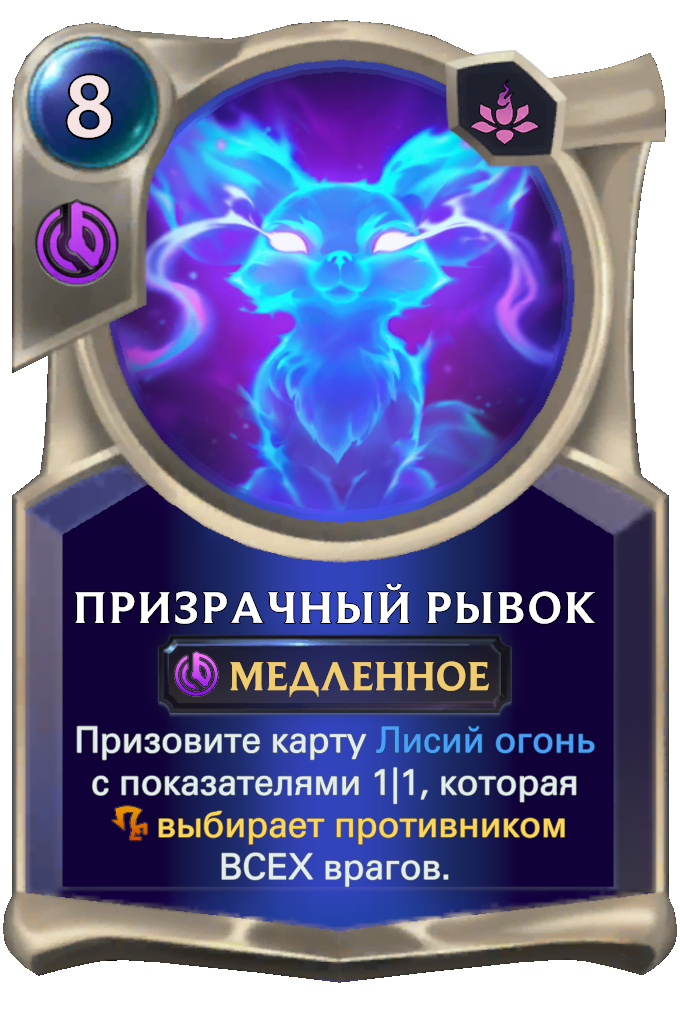 8
ПРИЗРАЧНЫЙ РЫВОК
МЕДЛЕННОЕ
Призовите карту Лисий огонь
с показателями 1|1, которая
выбирает противником
ВСЕХ врагов.